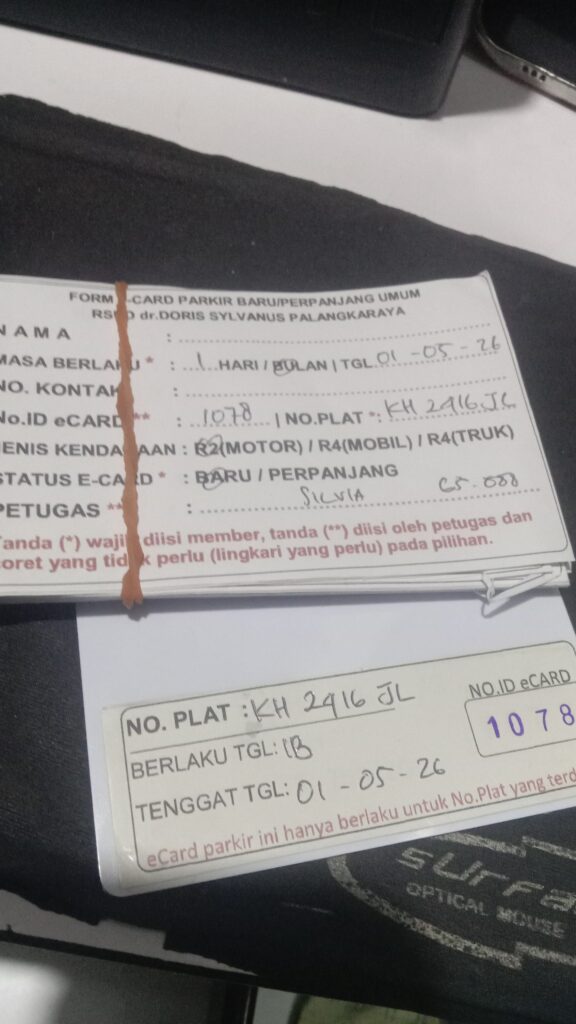 FORM E-CARD PARKIR BARU/PERPANJANG UMUM
RSUD dr.DORIS SYLVANUS PALANGKARAYA
NAMA :
MASA BERLAKU * : 1 HARI / BULAN | TGL 01 - 05 - 26
NO. KONTAK :
No.ID eCARD ** : 1078 | NO.PLAT *: KH 2416 JL
JENIS KENDARAAN : R2(MOTOR) / R4(MOBIL) / R4(TRUK)
STATUS E-CARD * : BARU / PERPANJANG
PETUGAS ** : SILVIA
Tanda (*) wajib diisi member, tanda (**) diisi oleh petugas dan
coret yang tidak perlu (lingkari yang perlu) pada pilihan.
NO. PLAT : KH 2416 JL
NO.ID eCARD
1078
BERLAKU TGL: 1B
TENGGAT TGL: 01 - 05 - 26
eCard parkir ini hanya berlaku untuk No.Plat yang
OPTICAL MOUSE